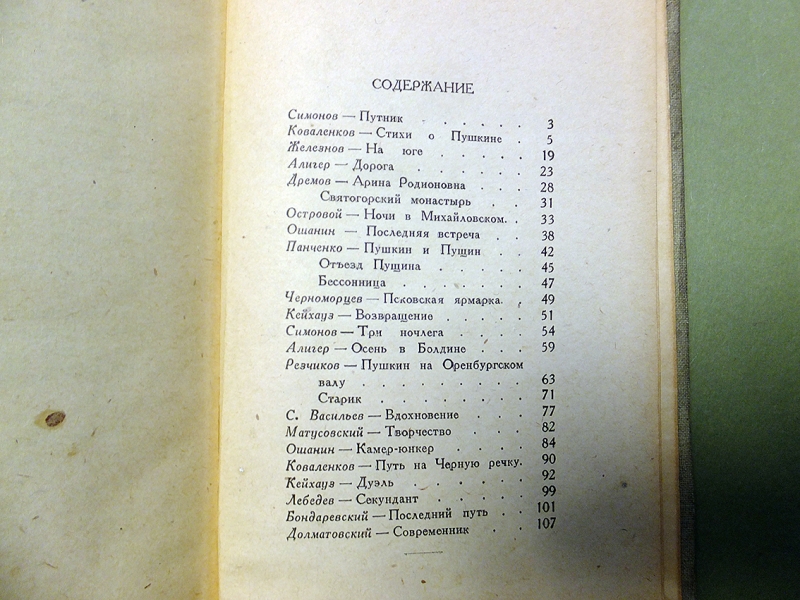 СОДЕРЖАНИЕ
Симонов — Путник . . . . . 3
Коваленков — Стихи о Пушкине . 5
Железнов — На юге . . . . . 19
Алигер — Дорога . . . . . 23
Дремов — Арина Родионовна . . . 28
Святогорский монастырь . . 31
Островой — Ночи в Михайловском. . 33
Ошанин — Последняя встреча . . 38
Панченко — Пушкин и Пущин . . 42
Отъезд Пущина . . . . . 45
Бессонница . . . . . . 47
Черноморцев — Псковская ярмарка. . 49
Кейхауз — Возвращение . . . . . 51
Симонов — Три ночлега . . . . 54
Алигер — Осень в Болдине . . . 59
Резчиков — Пушкин на Оренбургском
валу . . . . . . . . . 63
Старик . . . . . . . . 71
С. Васильев — Вдохновение . . . 77
Матусовский — Творчество . . . 82
Ошанин — Камер-юнкер . . . . 84
Коваленков — Путь на Черную речку. 90
Кейхауз — Дуэль . . . . . . 92
Лебедев — Секундант . . . . . 99
Бондаревский — Последний путь . . 101
Долматовский — Современник . . 107